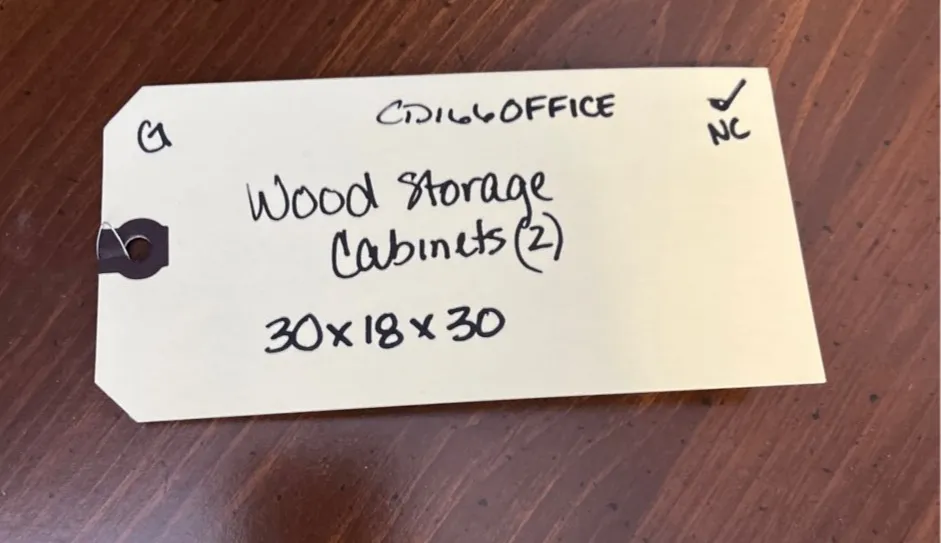 G
CD166OFFICE
✓
NC
Wood Storage
Cabinets (2)
30x18x30